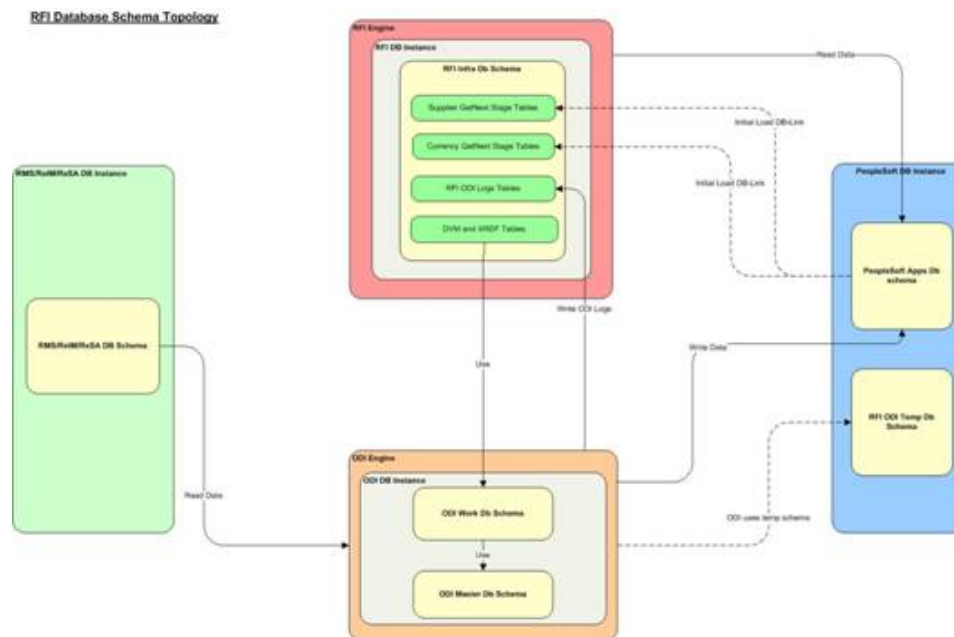 RFI Database Schema Topology
RFI Engine
RFI DB Instance
RFI Infra Db Schema
Supplier GetNext Stage Tables
Currency GetNext Stage Tables
RFI ODI Logs Tables
DVM and XREF Tables
Read Data
Initial Load DB-Link
Initial Load DB-Link
RMS/ReIM/ReSA DB Instance
RMS/ReIM/ReSA DB Schema
PeopleSoft DB Instance
PeopleSoft Apps Db
schema
RFI ODI Temp Db
Schema
Write ODI Logs
Write Data
Use
Read Data
ODI Engine
ODI DB Instance
ODI Work Db Schema
Use
ODI Master Db Schema
ODI uses temp schema